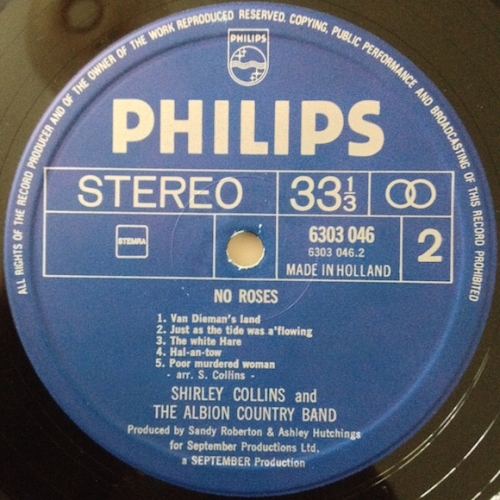 ALL RIGHTS OF THE RECORD PRODUCER AND OF THE OWNER OF THE WORK REPRODUCED RESERVED. COPYING, PUBLIC PERFORMANCE AND BROADCASTING OF THIS RECORD PROHIBITED
PHILIPS
PHILIPS
STEREO 33 1/3
STEMRA
6303 046
6303 046.2
MADE IN HOLLAND
2
NO ROSES
1. Van Dieman's land
2. Just as the tide was a'flowing
3. The white Hare
4. Hal-an-tow
5. Poor murdered woman
- arr. S. Collins -
SHIRLEY COLLINS and
THE ALBION COUNTRY BAND
Produced by Sandy Roberton & Ashley Hutchings
for September Productions Ltd.
a SEPTEMBER Production